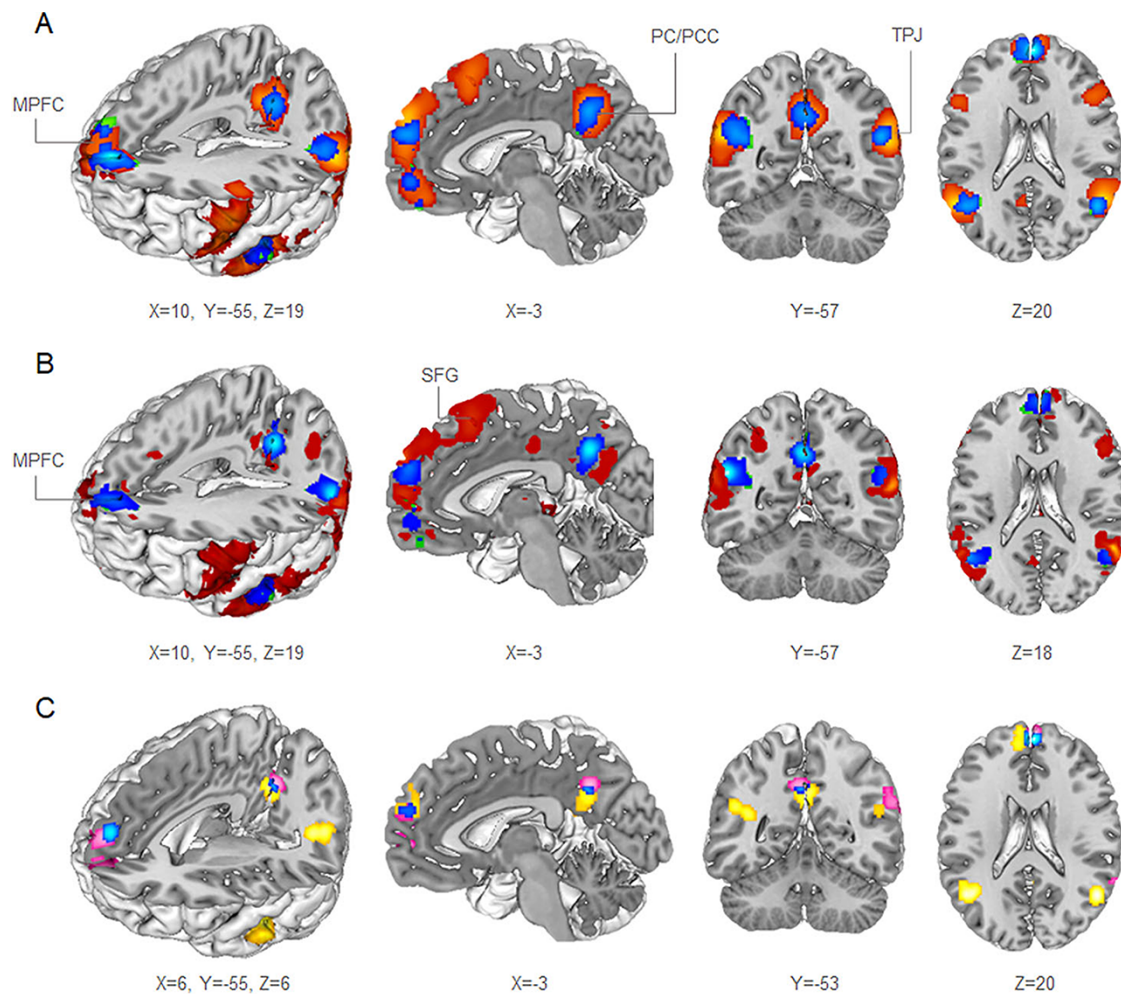 A
MPFC
PC/PCC
TPJ
X=10, Y=-55, Z=19
X=-3
Y=-57
Z=20
B
SFG
MPFC
X=10, Y=-55, Z=19
X=-3
Y=-57
Z=18
C
X=6, Y=-55, Z=6
X=-3
Y=-53
Z=20